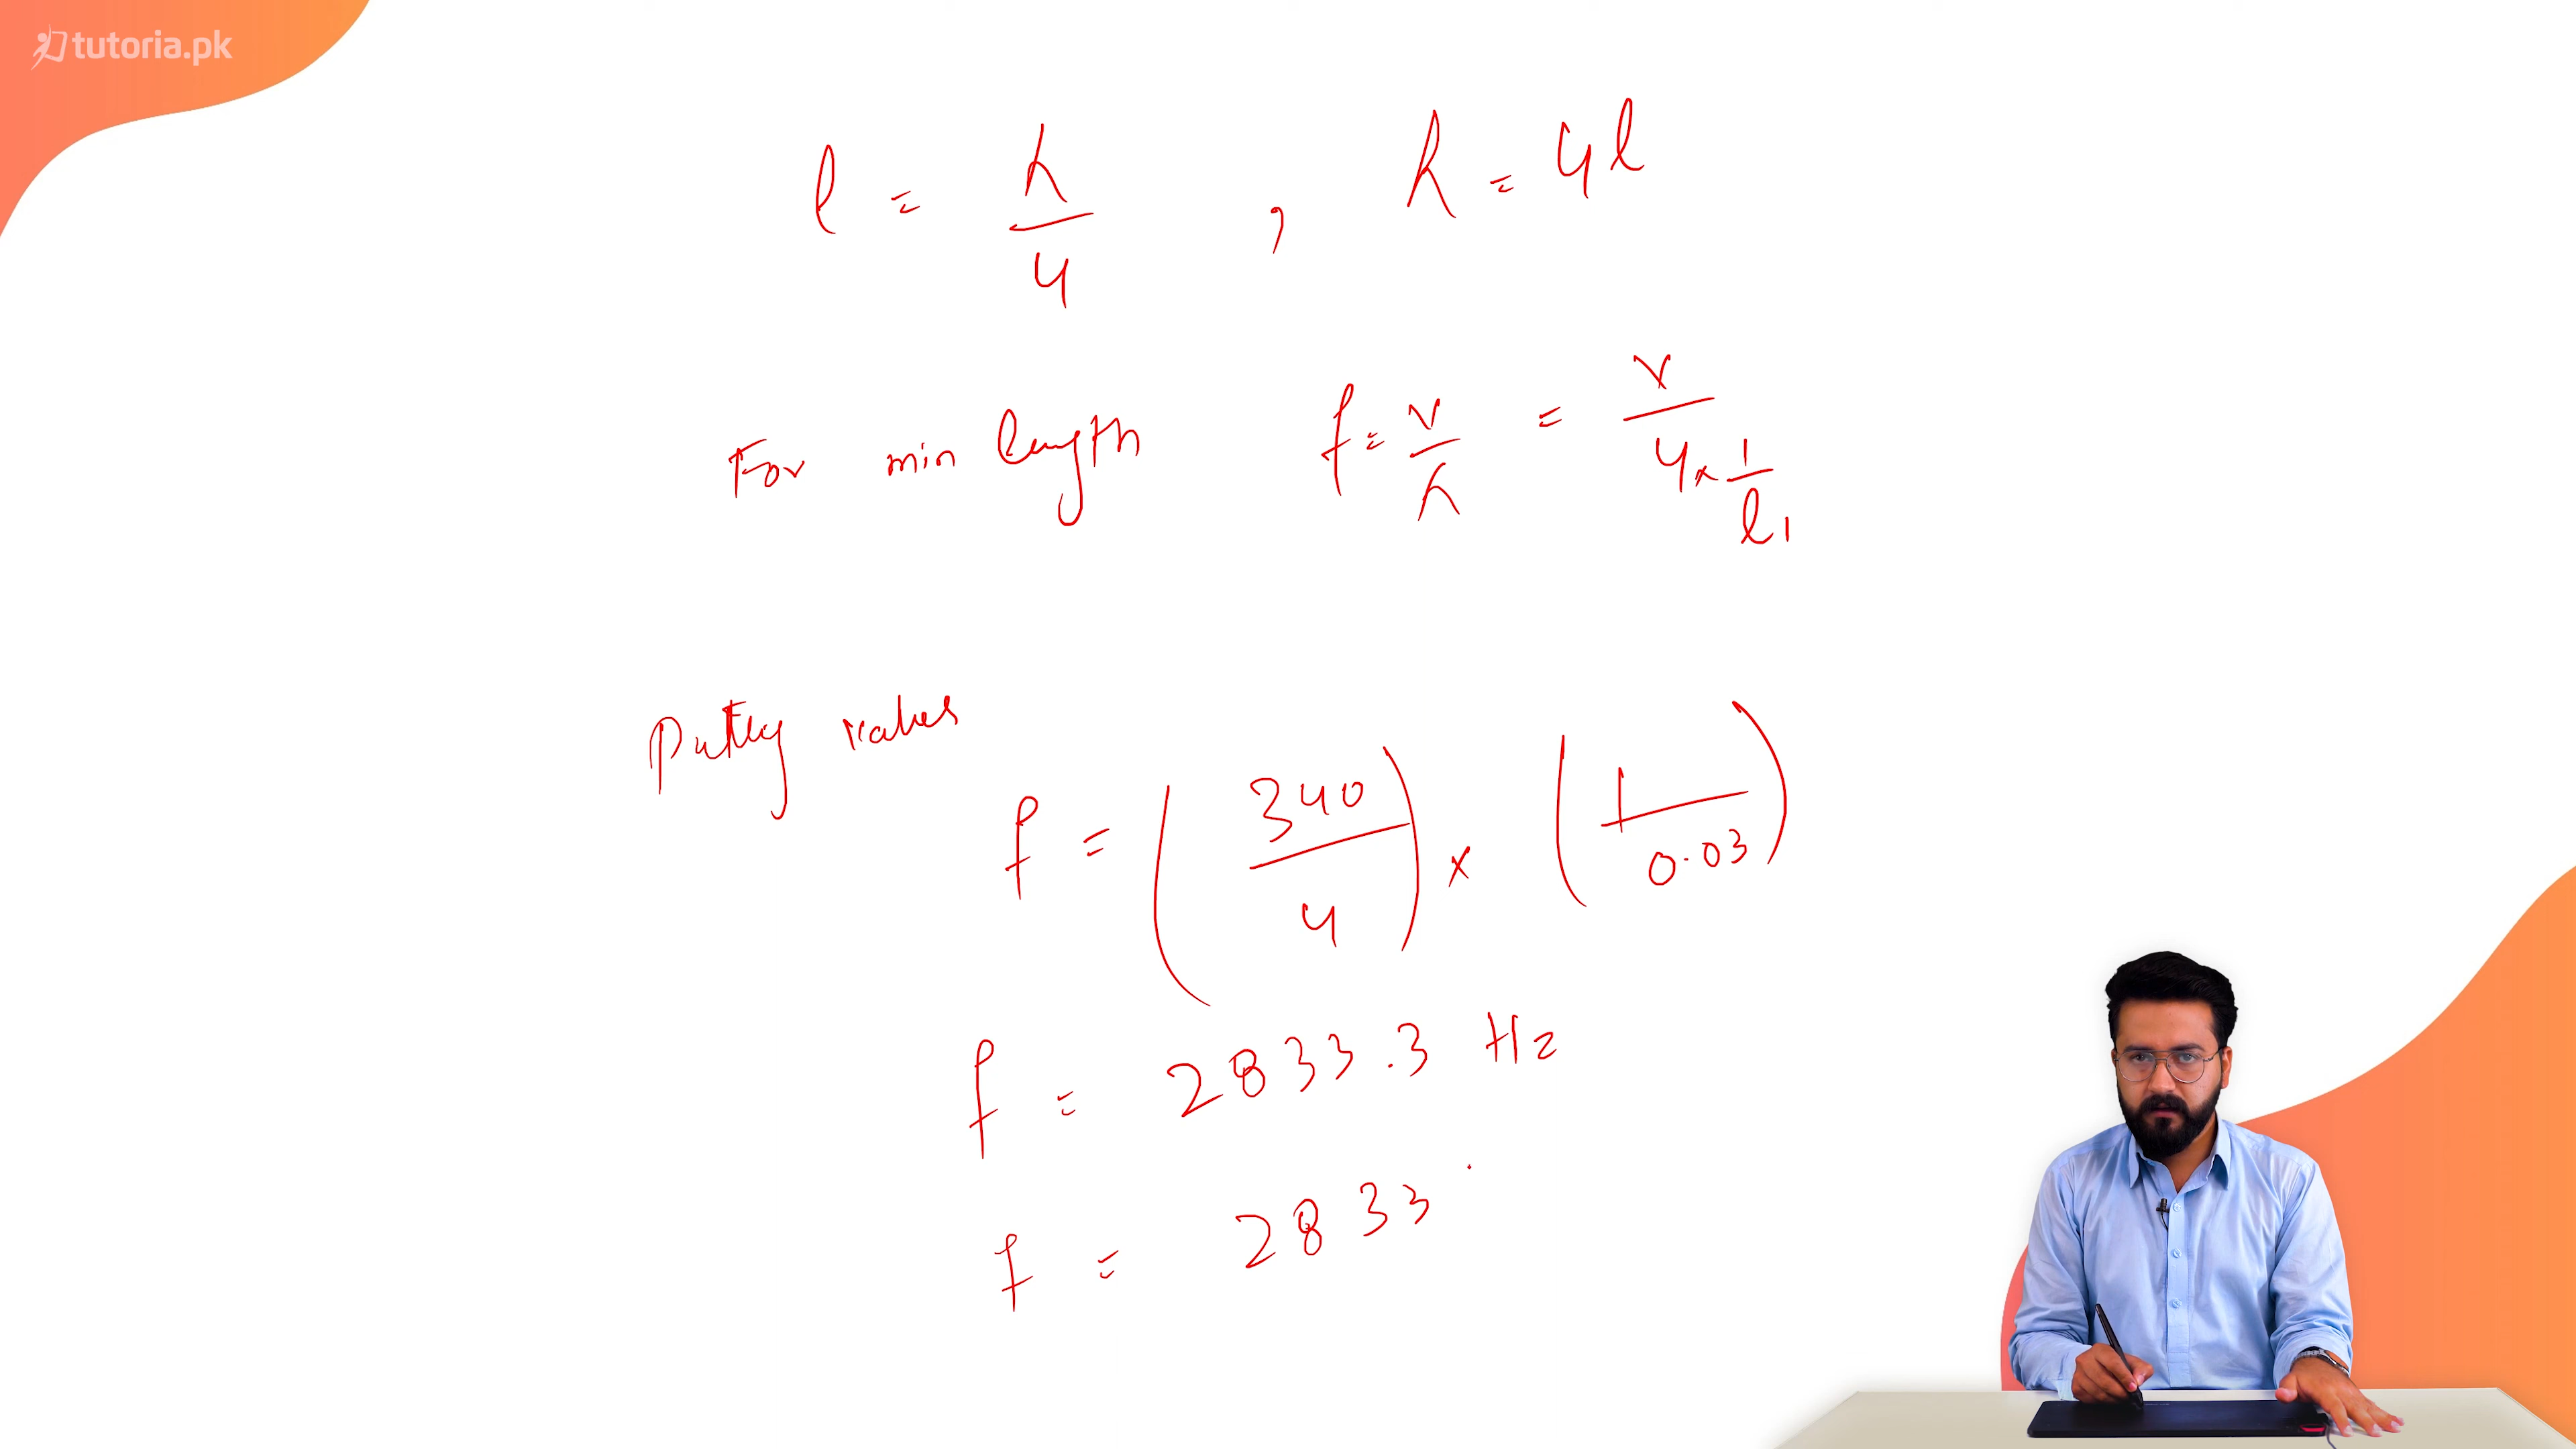 tutoria.pk
l = λ/4 , λ = 4l
For min length f = v/λ = v/(4 × 1/l1)
Putting values
f = (340/4) × (1/0.03)
f = 2833.3 Hz
f = 2833